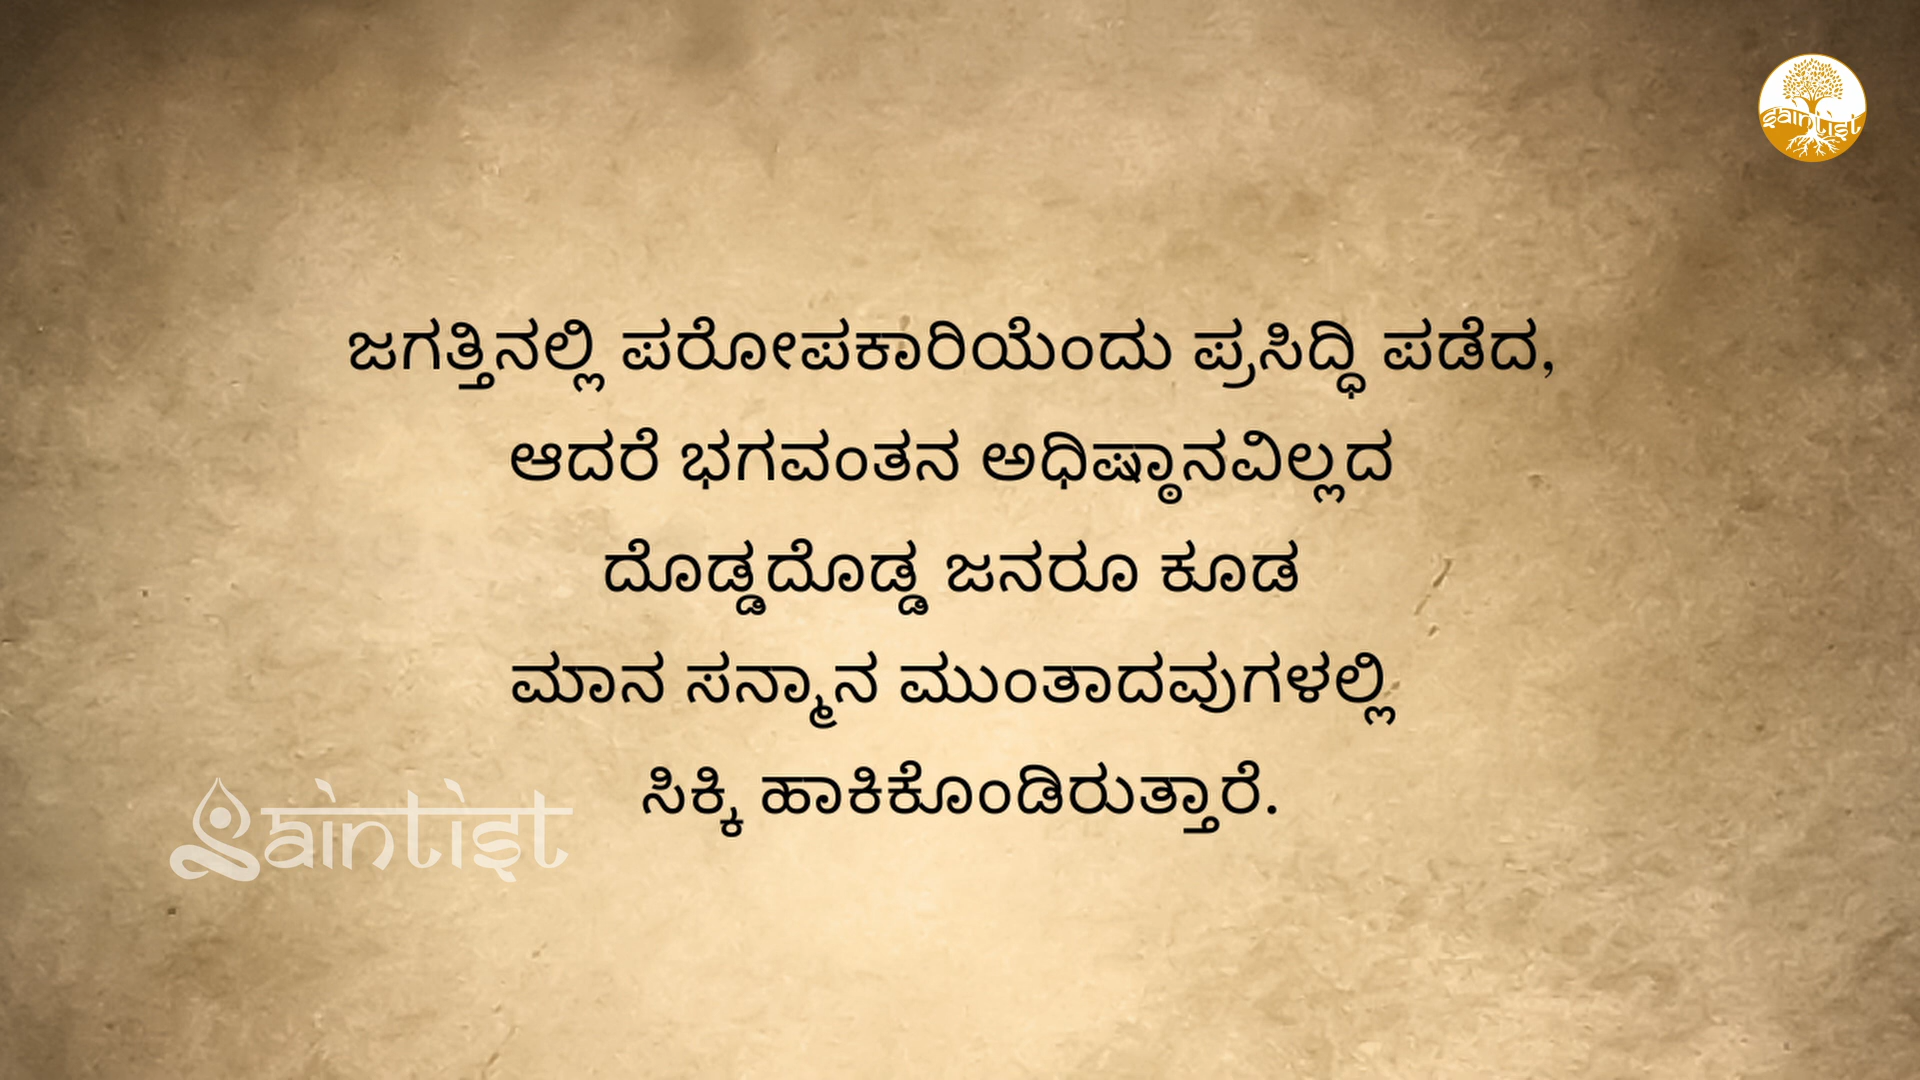 saintist
ಜಗತ್ತಿನಲ್ಲಿ ಪರೋಪಕಾರಿಯೆಂದು ಪ್ರಸಿದ್ಧಿ ಪಡೆದ,
ಆದರೆ ಭಗವಂತನ ಅಧಿಷ್ಠಾನವಿಲ್ಲದ
ದೊಡ್ಡದೊಡ್ಡ ಜನರೂ ಕೂಡ
ಮಾನ ಸನ್ಮಾನ ಮುಂತಾದವುಗಳಲ್ಲಿ
ಸಿಕ್ಕಿ ಹಾಕಿಕೊಂಡಿರುತ್ತಾರೆ.
Saintist